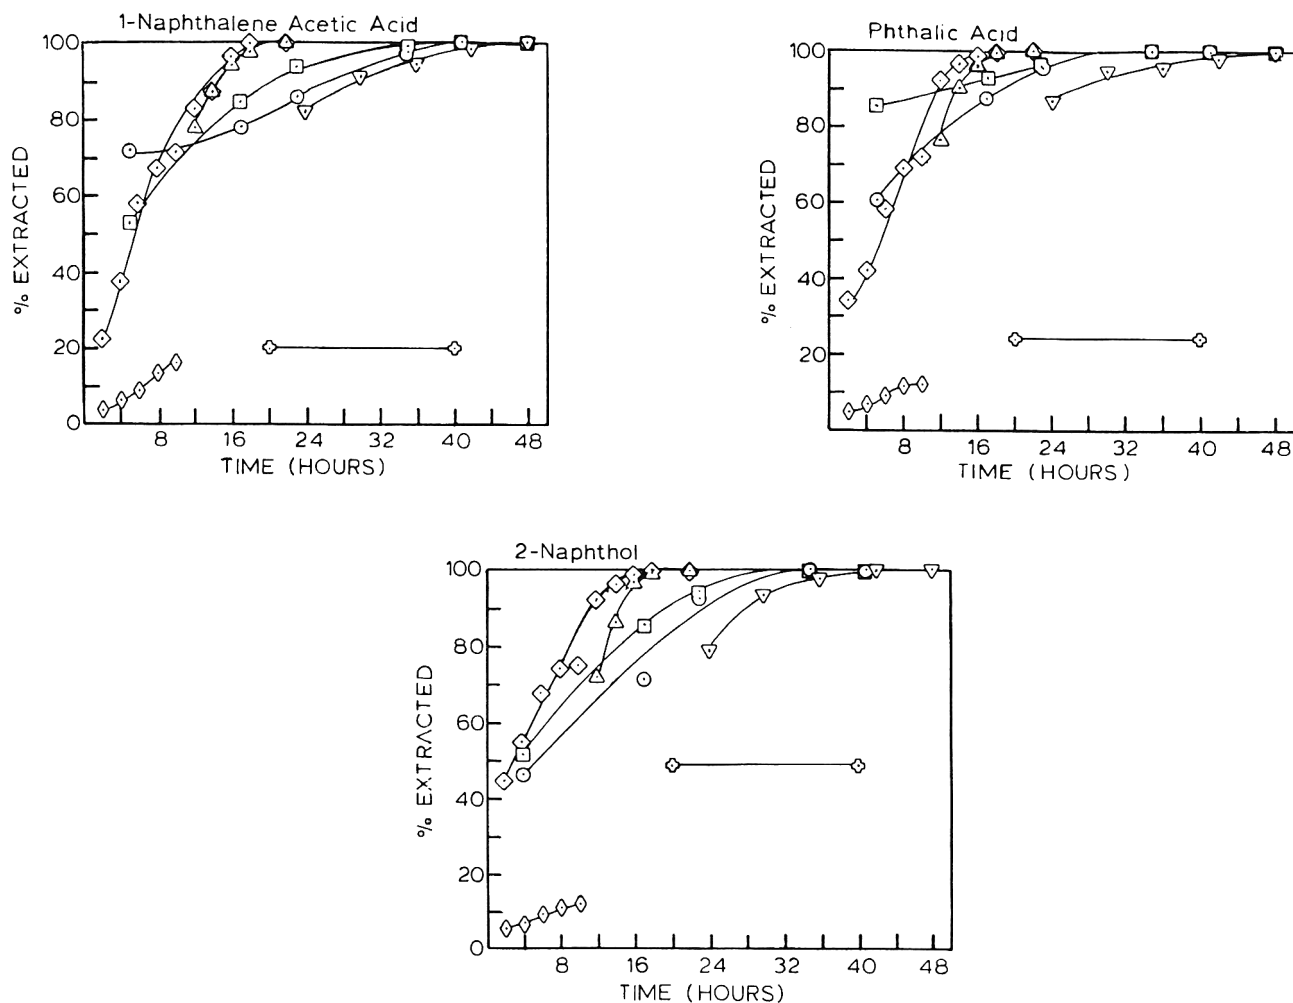 1-Naphthalene Acetic Acid
100
80
60
40
20
0
% EXTRACTED
8 16 24 32 40 48
TIME (HOURS)
Phthalic Acid
100
80
60
40
20
% EXTRACTED
8 16 24 32 40 48
TIME (HOURS)
2-Naphthol
100
80
60
40
20
0
% EXTRACTED
8 16 24 32 40 48
TIME (HOURS)